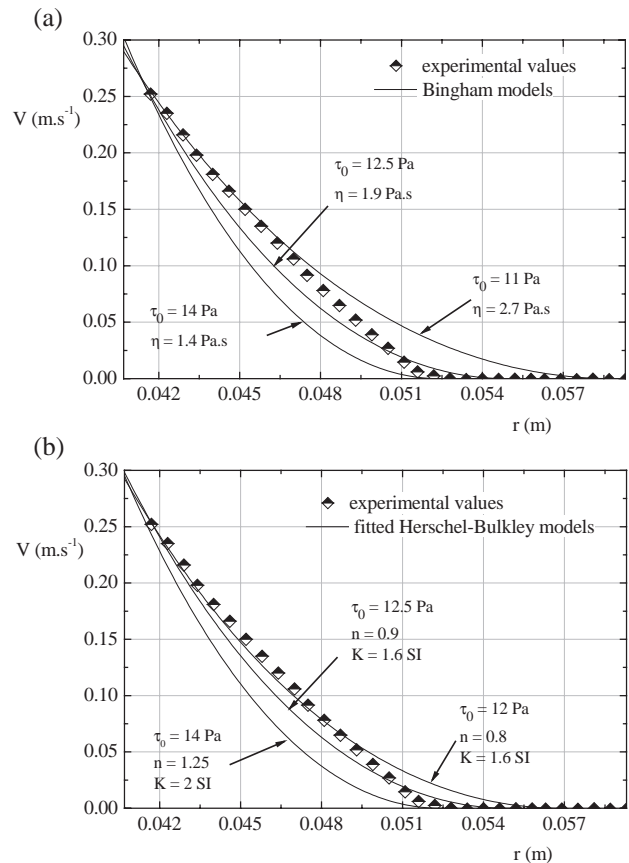 (a)
0.30
0.25
0.20
0.15
0.10
0.05
0.00
V (m.s-1)
experimental values
Bingham models
τ0 = 12.5 Pa
η = 1.9 Pa.s
τ0 = 11 Pa
η = 2.7 Pa.s
τ0 = 14 Pa
η = 1.4 Pa.s
0.042 0.045 0.048 0.051 0.054 0.057
r (m)
(b)
0.30
0.25
0.20
0.15
0.10
0.05
0.00
V (m.s-1)
experimental values
fitted Herschel-Bulkley models
τ0 = 12.5 Pa
n = 0.9
K = 1.6 SI
τ0 = 12 Pa
n = 0.8
K = 1.6 SI
τ0 = 14 Pa
n = 1.25
K = 2 SI
0.042 0.045 0.048 0.051 0.054 0.057
r (m)